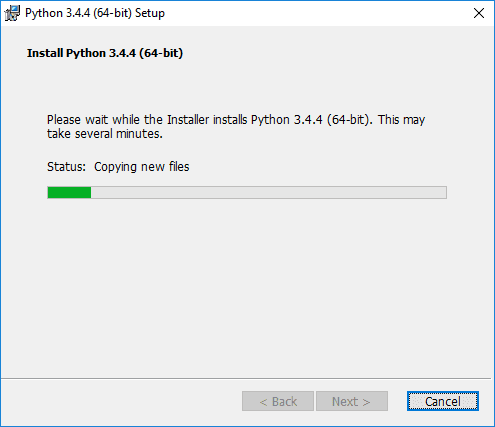 Python 3.4.4 (64-bit) Setup
Install Python 3.4.4 (64-bit)
Please wait while the Installer installs Python 3.4.4 (64-bit). This may
take several minutes.
Status: Copying new files
< Back Next > Cancel